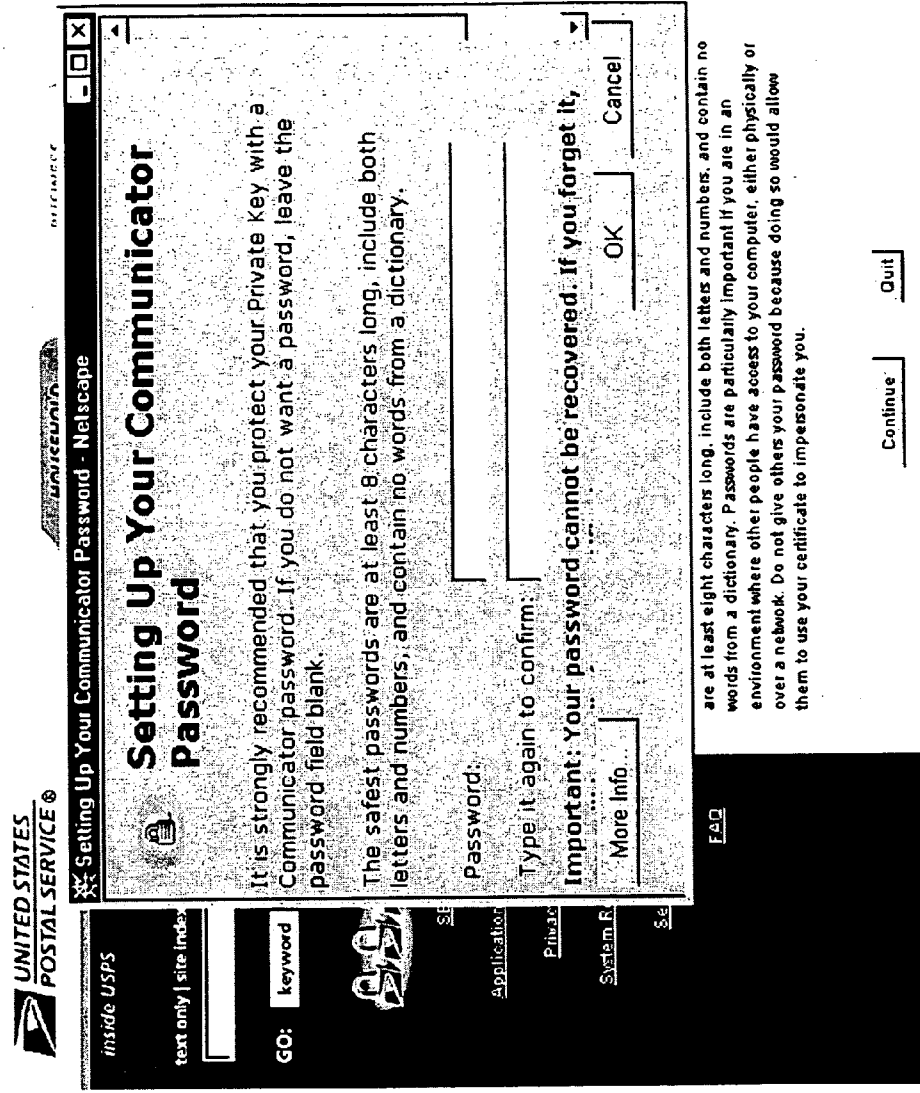 UNITED STATES
POSTAL SERVICE ®
HOUSEHOLD
inside USPS
text only | site index
GO: keyword
Application
Privac
System R
Se
Setting Up Your Communicator Password - Netscape
Setting Up Your Communicator
Password
It is strongly recommended that you protect your Private Key with a
Communicator password. If you do not want a password, leave the
password field blank.
The safest passwords are at least 8 characters long, include both
letters and numbers, and contain no words from a dictionary.
Password:
Type it again to confirm:
Important: Your password cannot be recovered. If you forget it,
More Info...
OK
Cancel
FAQ
are at least eight characters long, include both letters and numbers, and contain no
words from a dictionary. Passwords are particularly important if you are in an
environment where other people have access to your computer, either physically or
over a network. Do not give others your password because doing so would allow
them to use your certificate to impersonate you.
Continue
Quit